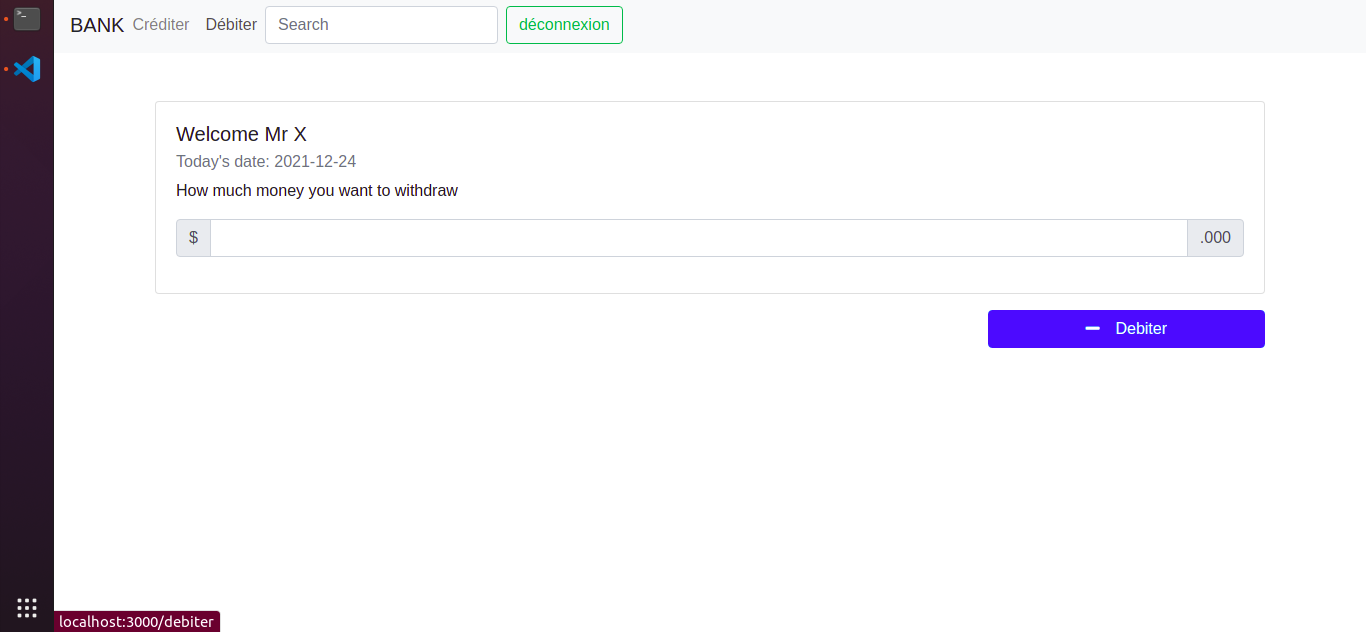 BANK Créditer Débiter Search déconnexion
Welcome Mr X
Today's date: 2021-12-24
How much money you want to withdraw
$ .000
Debiter
localhost:3000/debiter